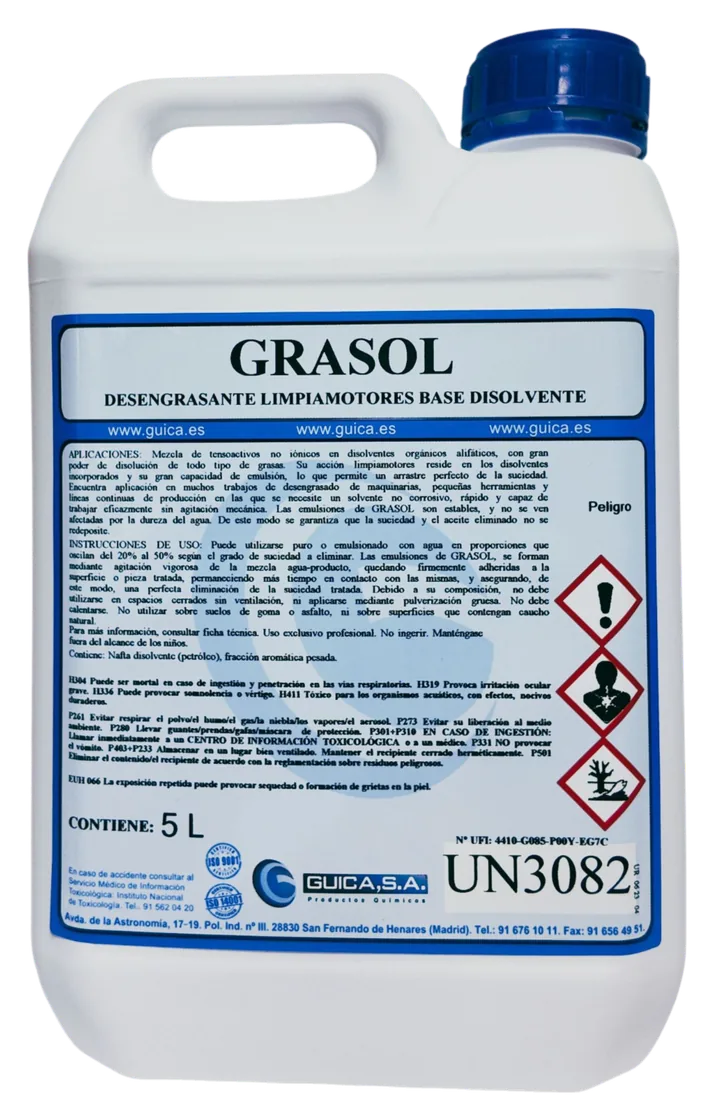 GRASOL
DESENGRASANTE LIMPIAMOTORES BASE DISOLVENTE
www.guica.es www.guica.es www.guica.es
APLICACIONES: Mezcla de tensoactivos no iónicos en disolventes orgánicos alifáticos, con gran
poder de disolución de todo tipo de grasas. Su acción limpiamotores reside en los disolventes
incorporados y su gran capacidad de emulsión, lo que permite un arrastre perfecto de la suciedad.
Encuentra aplicación en muchos trabajos de desengrasado de maquinarias, pequeñas herramientas y
líneas continuas de producción en las que se necesite un solvente no corrosivo, rápido y capaz de
trabajar eficazmente sin agitación mecánica. Las emulsiones de GRASOL son estables, y no se ven
afectadas por la dureza del agua. De este modo se garantiza que la suciedad y el aceite eliminado no se
redeposite.
INSTRUCCIONES DE USO: Puede utilizarse puro o emulsionado con agua en proporciones que
oscilan del 20% al 50% según el grado de suciedad a eliminar. Las emulsiones de GRASOL, se forman
mediante agitación vigorosa de la mezcla agua-producto, quedando firmemente adheridas a la
superficie o pieza tratada, permaneciendo más tiempo en contacto con las mismas, y asegurando, de
este modo, una perfecta eliminación de la suciedad tratada. Debido a su composición, no debe
utilizarse en espacios cerrados sin ventilación, ni aplicarse mediante pulverización gruesa. No debe
calentarse. No utilizar sobre suelos de goma o asfalto, ni sobre superficies que contengan caucho
natural.
Para más información, consultar ficha técnica. Uso exclusivo profesional. No ingerir. Manténgase
fuera del alcance de los niños.
Contiene: Nafta disolvente (petróleo), fracción aromática pesada.
H304 Puede ser mortal en caso de ingestión y penetración en las vías respiratorias. H319 Provoca irritación ocular
grave. H336 Puede provocar somnolencia o vértigo. H411 Tóxico para los organismos acuáticos, con efectos, nocivos
duraderos.
P261 Evitar respirar el polvo/el humo/el gas/la niebla/los vapores/el aerosol. P273 Evitar su liberación al medio
ambiente. P280 Llevar guantes/prendas/gafas/máscara de protección. P301+P310 EN CASO DE INGESTIÓN:
Llamar inmediatamente a un CENTRO DE INFORMACIÓN TOXICOLÓGICA o a un médico. P331 NO provocar
el vómito. P403+P233 Almacenar en un lugar bien ventilado. Mantener el recipiente cerrado herméticamente. P501
Eliminar el contenido/el recipiente de acuerdo con la reglamentación sobre residuos peligrosos.
EUH 066 La exposición repetida puede provocar sequedad o formación de grietas en la piel.
Peligro
CONTIENE: 5 L
Nº UFI: 4410-G085-P00Y-EG7C
UN3082
UR: 06 23 04
En caso de accidente consultar al
Servicio Médico de Información
Toxicológica: Instituto Nacional
de Toxicología. Tel.: 91 562 04 20
ISO 9001
ISO 14001
GUICA, S.A.
Productos Químicos
Avda. de la Astronomía, 17-19. Pol. Ind. nº III. 28830 San Fernando de Henares (Madrid). Tel.: 91 676 10 11. Fax: 91 656 49 51.